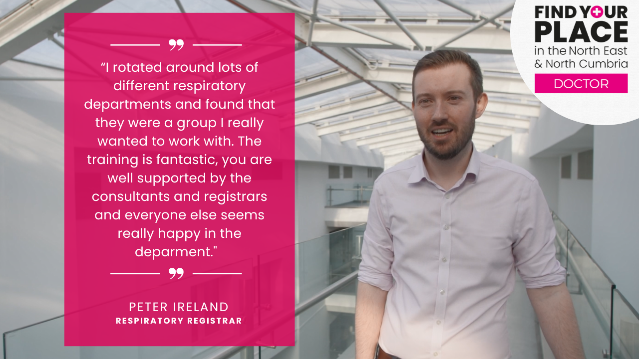 “I rotated around lots of
different respiratory
departments and found that
they were a group I really
wanted to work with. The
training is fantastic, you are
well supported by the
consultants and registrars
and everyone else seems
really happy in the
deparment."
PETER IRELAND
RESPIRATORY REGISTRAR
FIND YOUR
PLACE
in the North East
& North Cumbria
DOCTOR